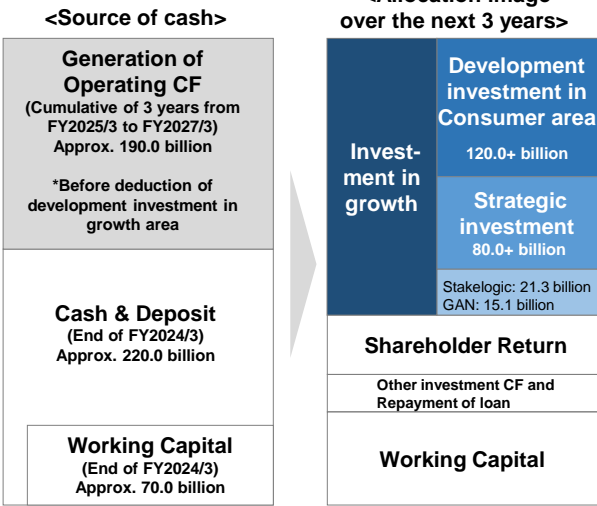 <Source of cash>
Generation of
Operating CF
(Cumulative of 3 years from
FY2025/3 to FY2027/3)
Approx. 190.0 billion
*Before deduction of
development investment in
growth area
Cash & Deposit
(End of FY2024/3)
Approx. 220.0 billion
Working Capital
(End of FY2024/3)
Approx. 70.0 billion
<Allocation image
over the next 3 years>
Invest-
ment in
growth
Development
investment in
Consumer area
120.0+ billion
Strategic
investment
80.0+ billion
Stakelogic: 21.3 billion
GAN: 15.1 billion
Shareholder Return
Other investment CF and
Repayment of loan
Working Capital